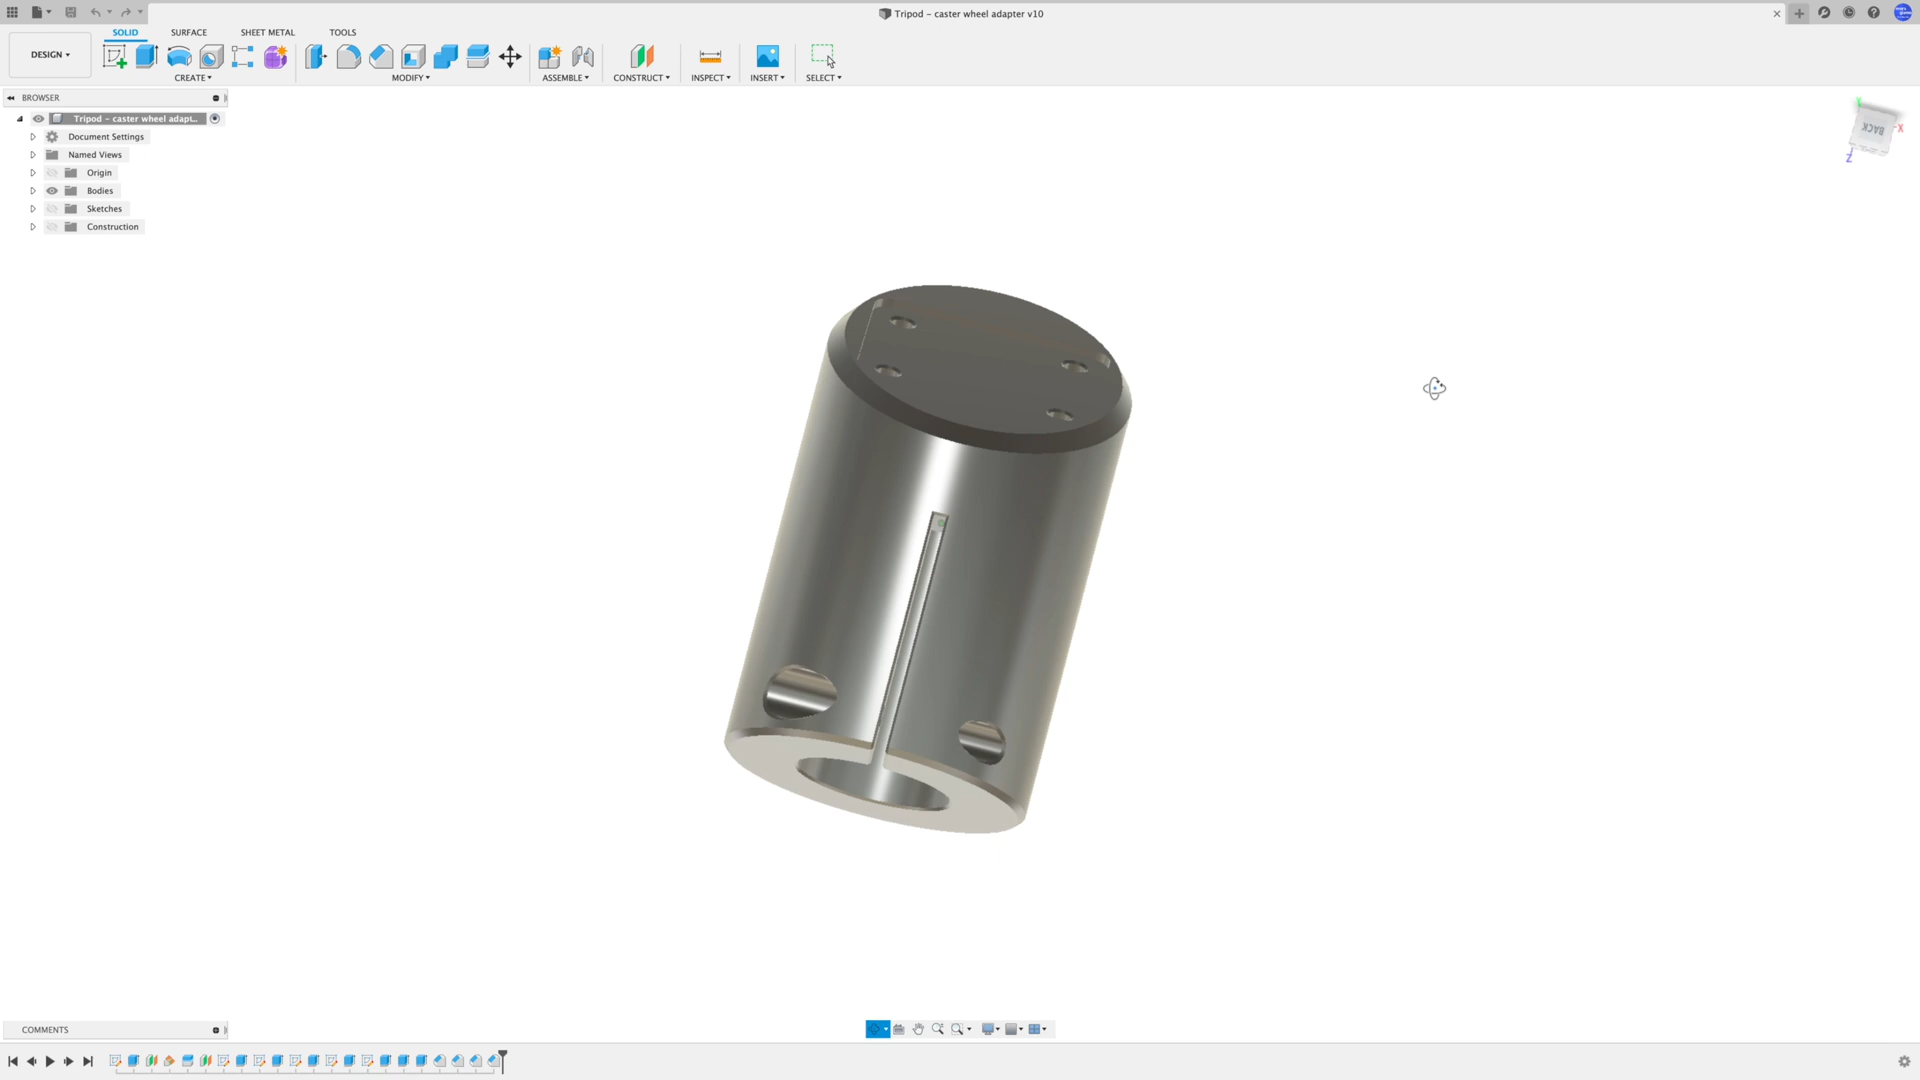 Tripod – caster wheel adapter v10
SOLID
SURFACE
SHEET METAL
TOOLS
DESIGN
CREATE
MODIFY
ASSEMBLE
CONSTRUCT
INSPECT
INSERT
SELECT
BROWSER
Tripod – caster wheel adapt...
Document Settings
Named Views
Origin
Bodies
Sketches
Construction
BACK
X
Z
COMMENTS